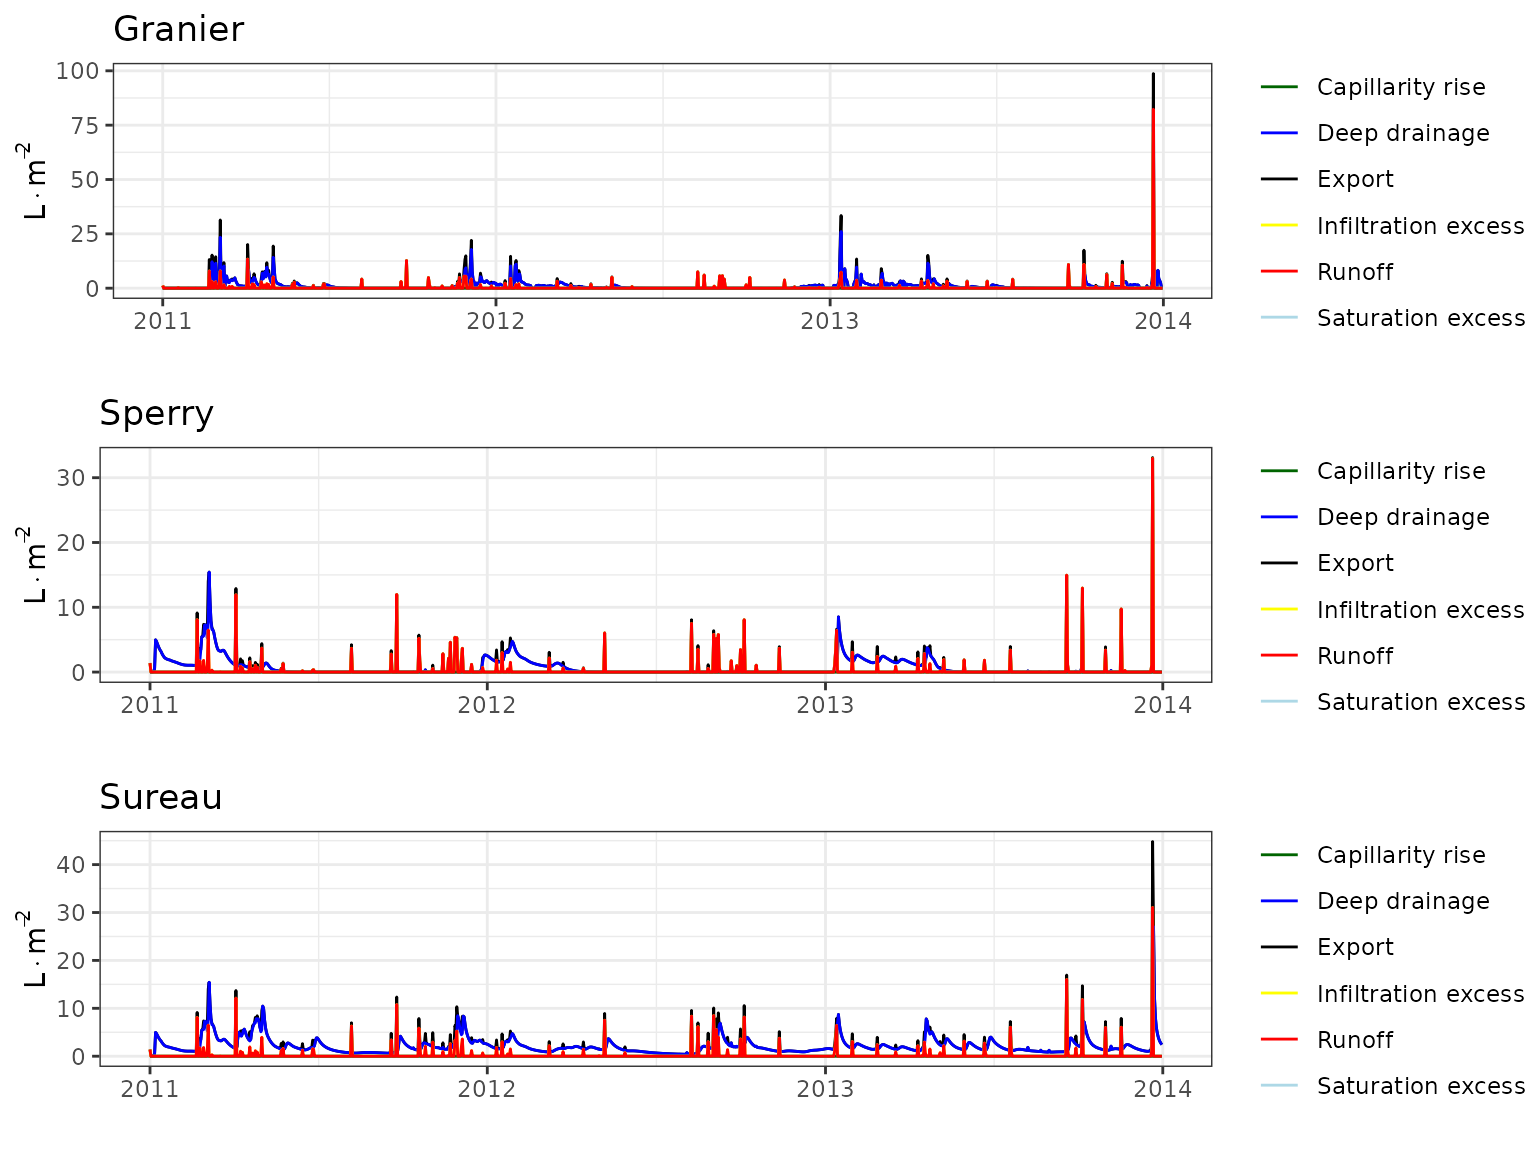 Granier
L·m⁻²
100
75
50
25
0
2011 2012 2013 2014
Capillarity rise
Deep drainage
Export
Infiltration excess
Runoff
Saturation excess
Sperry
L·m⁻²
30
20
10
0
2011 2012 2013 2014
Capillarity rise
Deep drainage
Export
Infiltration excess
Runoff
Saturation excess
Sureau
L·m⁻²
40
30
20
10
0
2011 2012 2013 2014
Capillarity rise
Deep drainage
Export
Infiltration excess
Runoff
Saturation excess